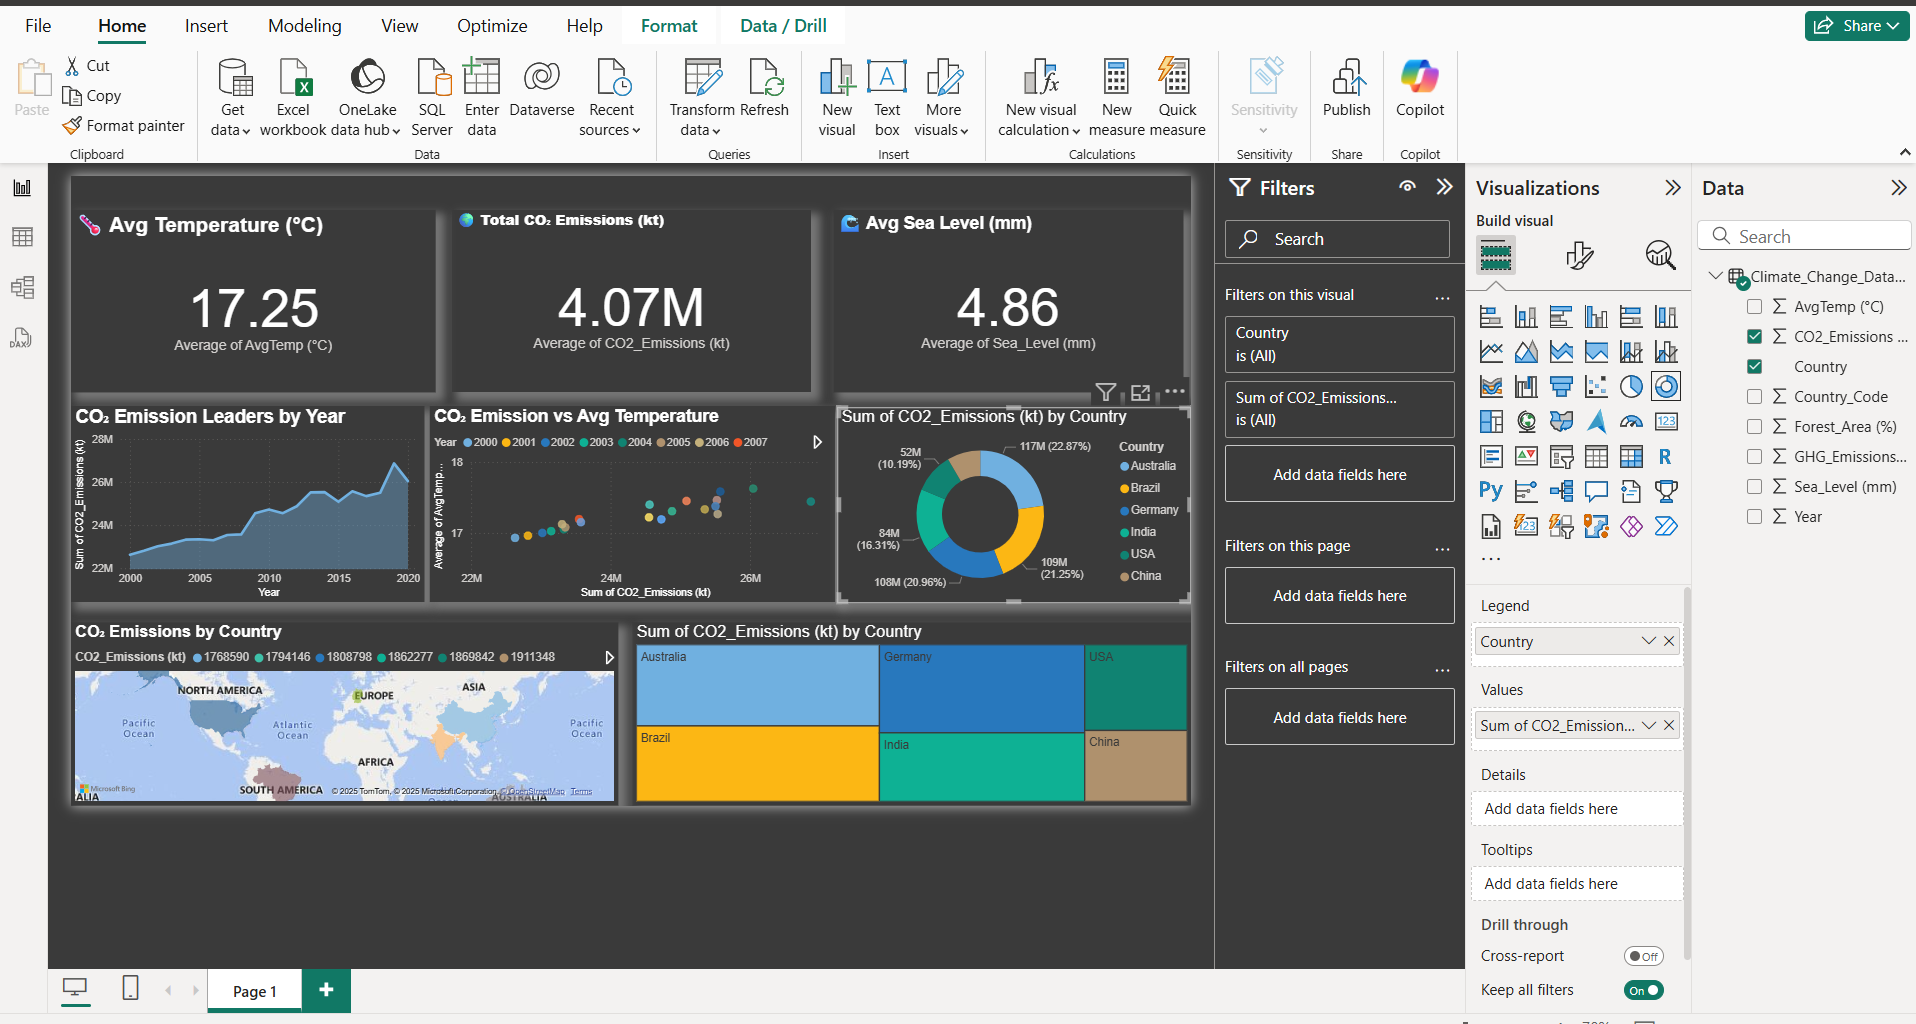 File Home Insert Modeling View Optimize Help Format Data / Drill Share
Paste
Cut
Copy
Format painter
Clipboard
Get data
Excel workbook
OneLake data hub
SQL Server
Enter data
Dataverse
Recent sources
Data
Transform data
Refresh
Queries
New visual
Text box
More visuals
Insert
New visual calculation
New measure
Quick measure
Calculations
Sensitivity
Sensitivity
Publish
Share
Copilot
Copilot
Avg Temperature (°C)
17.25
Average of AvgTemp (°C)
Total CO₂ Emissions (kt)
4.07M
Average of CO2_Emissions (kt)
Avg Sea Level (mm)
4.86
Average of Sea_Level (mm)
CO₂ Emission Leaders by Year
Sum of CO2_Emissions (kt)
28M
26M
24M
22M
2000 2005 2010 2015 2020
Year
CO₂ Emission vs Avg Temperature
Year 2000 2001 2002 2003 2004 2005 2006 2007
Average of AvgTemp...
18
17
22M 24M 26M
Sum of CO2_Emissions (kt)
Sum of CO2_Emissions (kt) by Country
117M (22.87%)
109M
(21.25%)
108M (20.96%)
84M
(16.31%)
52M
(10.19%)
Country
Australia
Brazil
Germany
India
USA
China
CO₂ Emissions by Country
CO2_Emissions (kt) 1768590 1794146 1808798 1862277 1869842 1911348
NORTH AMERICA
EUROPE
ASIA
Pacific
Ocean
Atlantic
Ocean
Pacific
Ocean
AFRICA
SOUTH AMERICA
Microsoft Bing
© 2025 TomTom, © 2025 Microsoft Corporation, © OpenStreetMap Terms
ALIA
AUSTRALIA
Sum of CO2_Emissions (kt) by Country
Australia
Germany
USA
Brazil
India
China
Filters
Search
Filters on this visual ...
Country
is (All)
Sum of CO2_Emissions...
is (All)
Add data fields here
Filters on this page ...
Add data fields here
Filters on all pages ...
Add data fields here
Visualizations
Build visual
123
R
Py
123
...
Legend
Country
Values
Sum of CO2_Emission...
Details
Add data fields here
Tooltips
Add data fields here
Drill through
Cross-report Off
Keep all filters On
Data
Search
Climate_Change_Data...
AvgTemp (°C)
CO2_Emissions ...
Country
Country_Code
Forest_Area (%)
GHG_Emissions...
Sea_Level (mm)
Year
DAX
Page 1